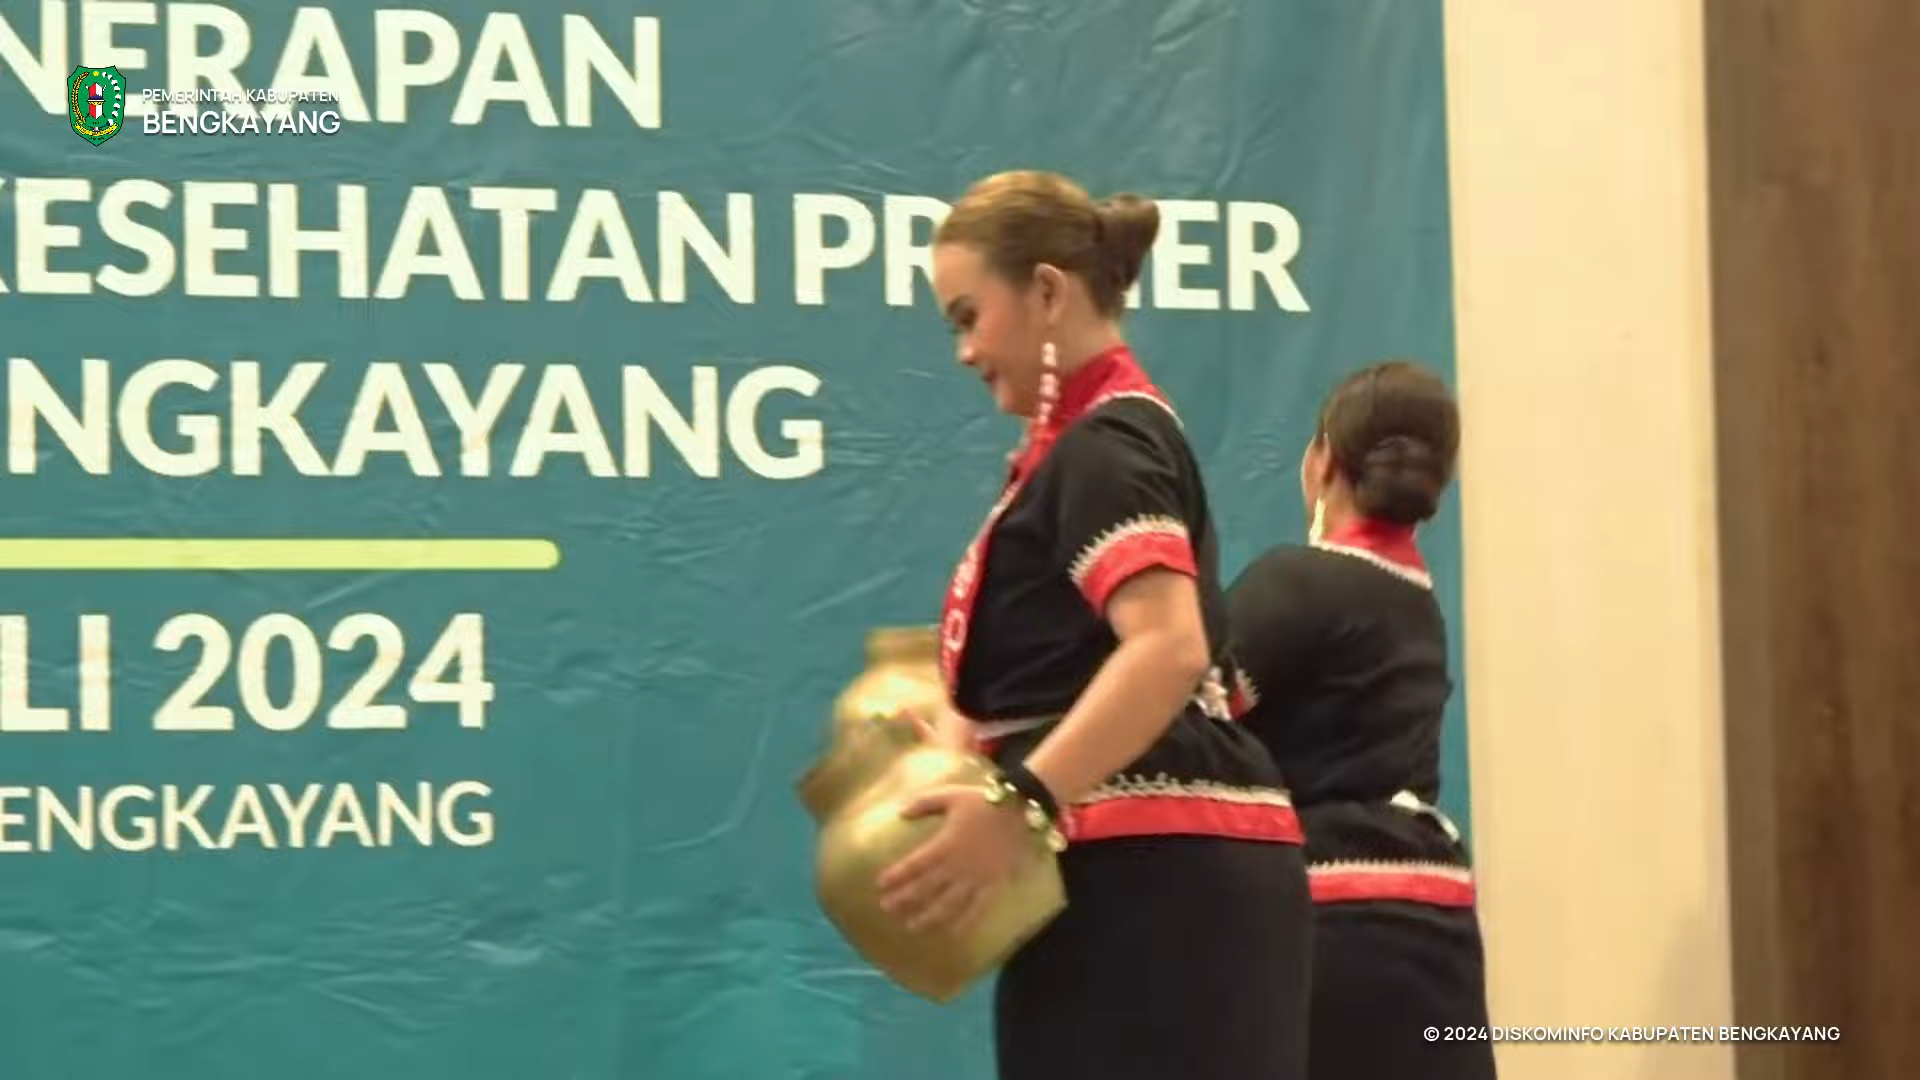 NERAPAN
PEMERINTAH KABUPATEN
BENGKAYANG
KESEHATAN PR ER
NGKAYANG
LI 2024
ENGKAYANG
© 2024 DISKOMINFO KABUPATEN BENGKAYANG